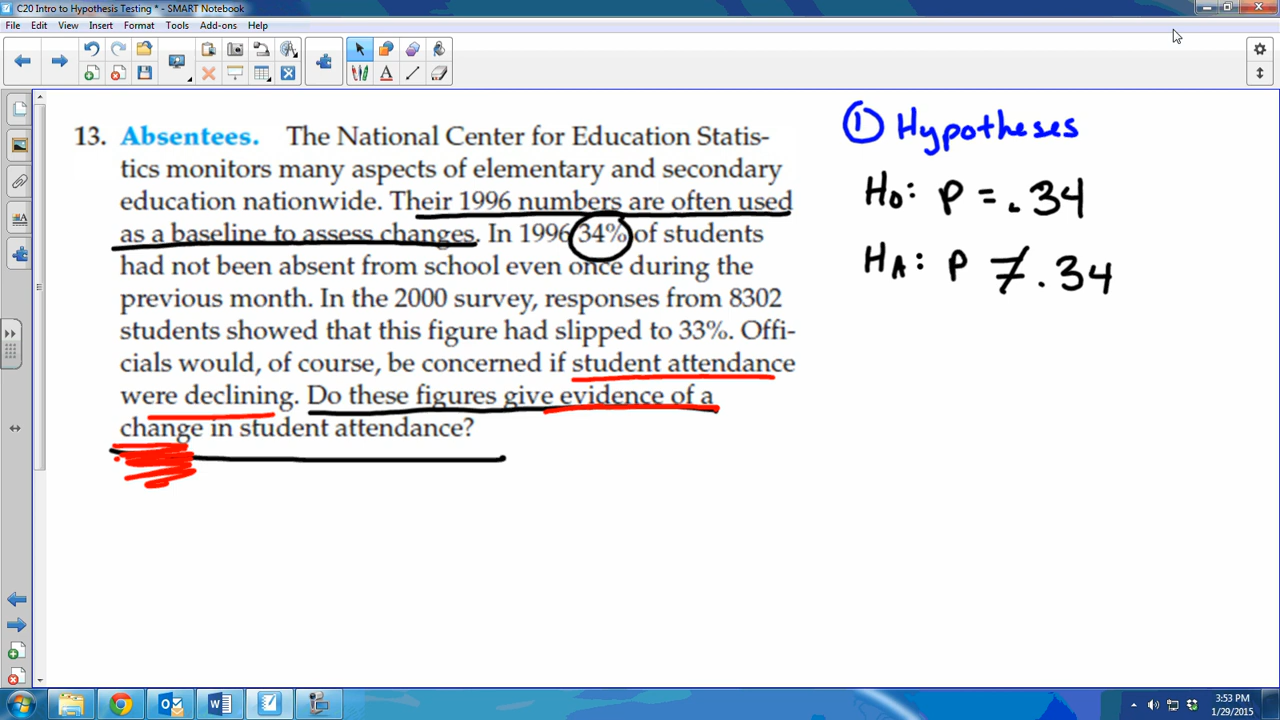 C20 Intro to Hypothesis Testing * - SMART Notebook
File Edit View Insert Format Tools Add-ons Help
13. Absentees. The National Center for Education Statis-
tics monitors many aspects of elementary and secondary
education nationwide. Their 1996 numbers are often used
as a baseline to assess changes. In 1996 34% of students
had not been absent from school even once during the
previous month. In the 2000 survey, responses from 8302
students showed that this figure had slipped to 33%. Offi-
cials would, of course, be concerned if student attendance
were declining. Do these figures give evidence of a
change in student attendance?
① Hypotheses
H0: P = .34
HA: P ≠ .34
3:53 PM
1/29/2015